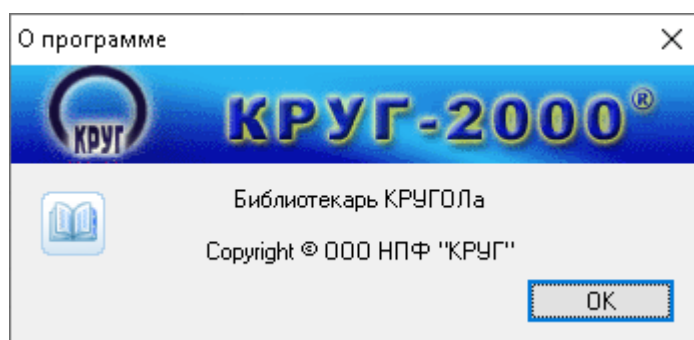 О программе
КРУГ
КРУГ-2000®
Библиотекарь КРУГОЛа
Copyright © ООО НПФ "КРУГ"
OK